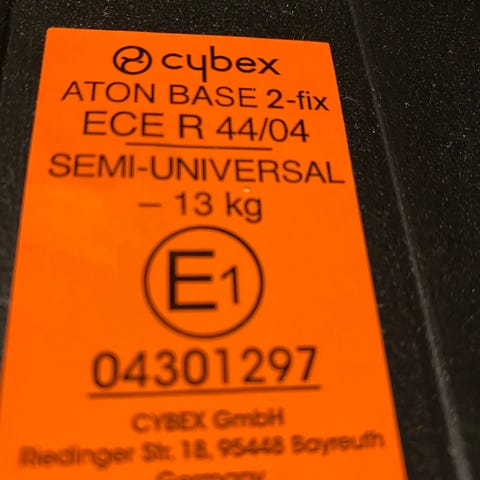 cybex
ATON BASE 2-fix
ECE R 44/04
SEMI-UNIVERSAL
– 13 kg
E1
04301297
CYBEX GmbH
Riedinger Str. 18, 95448 Bayreuth
Germany